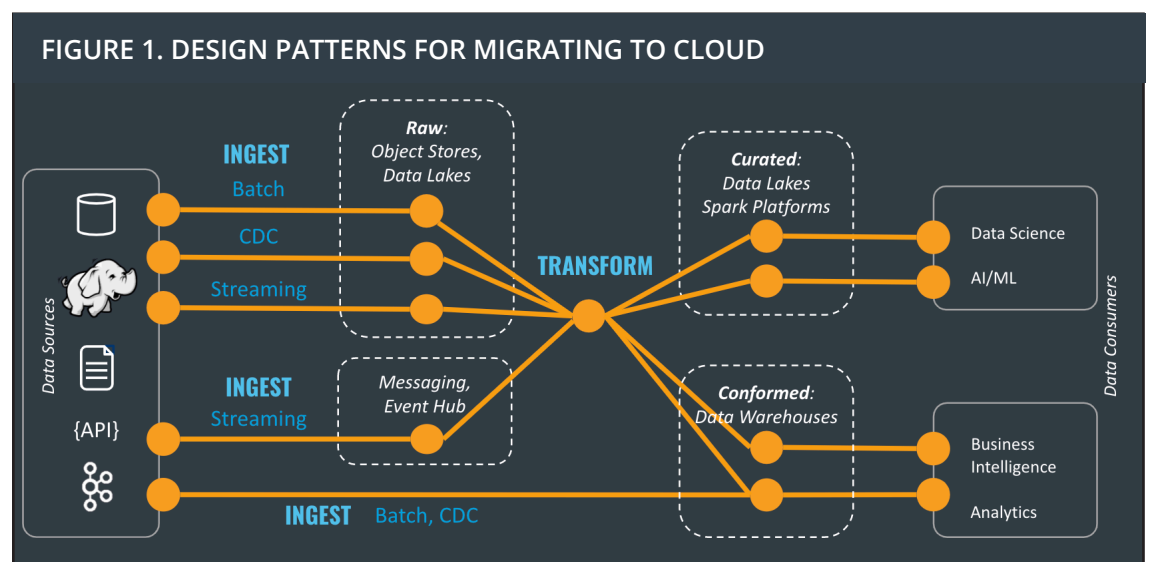 FIGURE 1. DESIGN PATTERNS FOR MIGRATING TO CLOUD
Data Sources
{API}
INGEST
Batch
CDC
Streaming
INGEST
Streaming
INGEST Batch, CDC
Raw:
Object Stores,
Data Lakes
Messaging,
Event Hub
TRANSFORM
Curated:
Data Lakes
Spark Platforms
Conformed:
Data Warehouses
Data Science
AI/ML
Business
Intelligence
Analytics
Data Consumers